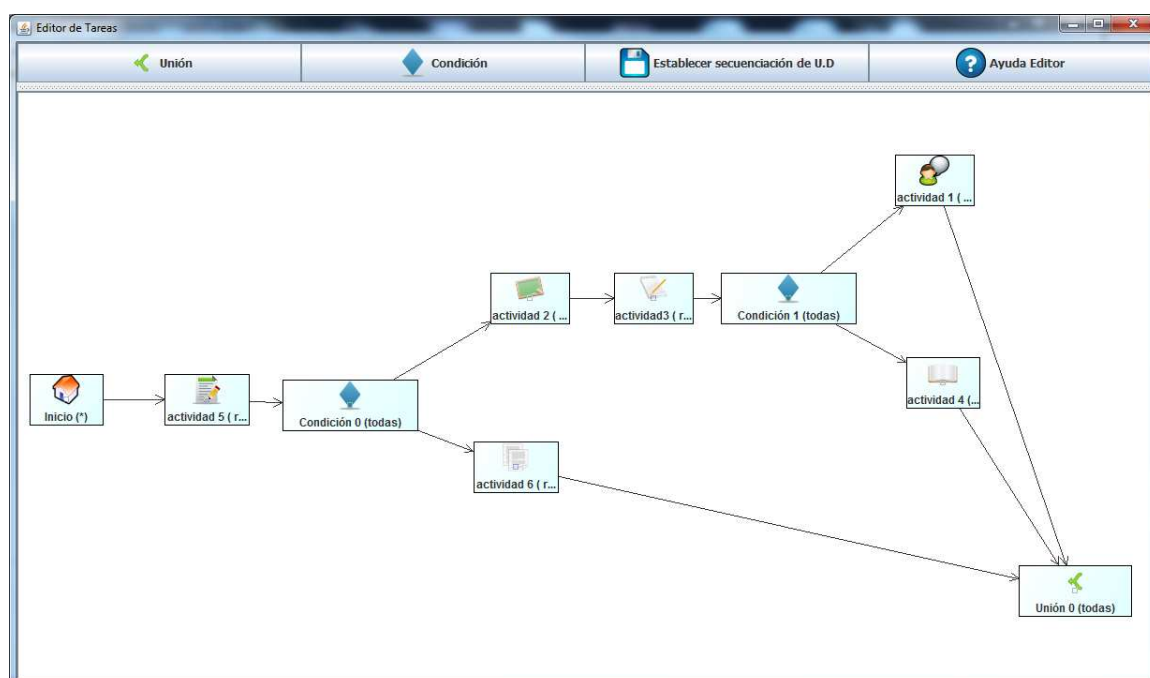 Editor de Tareas
Unión
Condición
Establecer secuenciación de U.D
Ayuda Editor
actividad 1 ( ...
actividad 2 ( ...
actividad3 ( r...
Condición 1 (todas)
actividad 4 (...
Inicio (*)
actividad 5 ( r...
Condición 0 (todas)
actividad 6 ( r...
Unión 0 (todas)